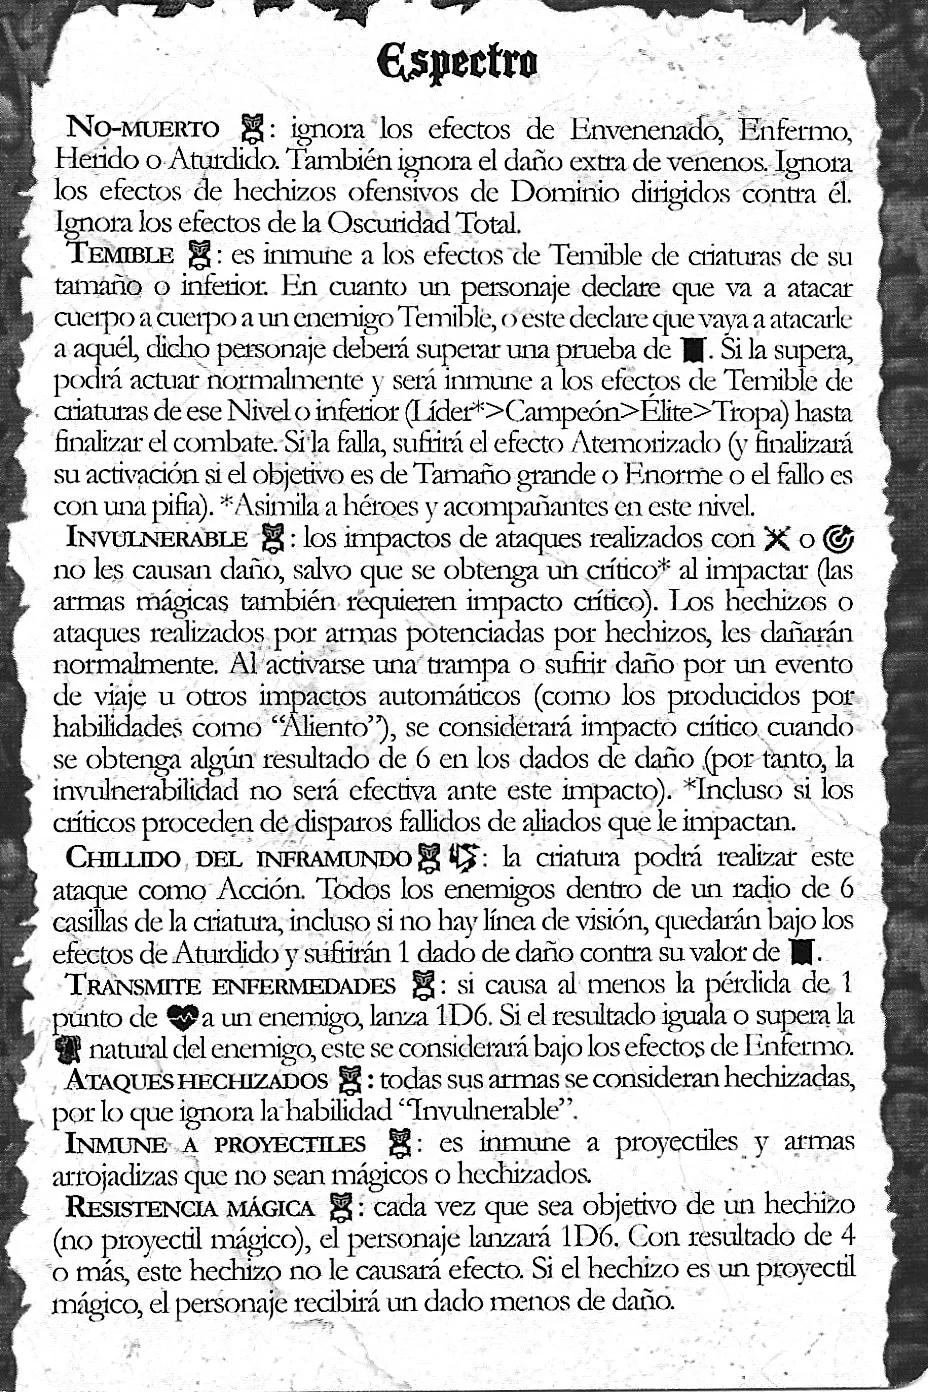 Espectro
No-muerto : ignora los efectos de Envenenado, Enfermo,
Herido o Aturdido. También ignora el daño extra de venenos. Ignora
los efectos de hechizos ofensivos de Dominio dirigidos contra él.
Ignora los efectos de la Oscuridad Total.
Temible : es inmune a los efectos de Temible de criaturas de su
tamaño o inferior. En cuanto un personaje declare que va a atacar
cuerpo a cuerpo a un enemigo Temible, o este declare que vaya a atacarle
a aquél, dicho personaje deberá superar una prueba de . Si la supera,
podrá actuar normalmente y será inmune a los efectos de Temible de
criaturas de ese Nivel o inferior (Líder*>Campeón>Élite>Tropa) hasta
finalizar el combate. Si la falla, sufrirá el efecto Atemorizado (y finalizará
su activación si el objetivo es de Tamaño grande o Enorme o el fallo es
con una pifia). *Asimila a héroes y acompañantes en este nivel.
Invulnerable : los impactos de ataques realizados con o
no les causan daño, salvo que se obtenga un crítico* al impactar (las
armas mágicas también requieren impacto crítico). Los hechizos o
ataques realizados por armas potenciadas por hechizos, les dañarán
normalmente. Al activarse una trampa o sufrir daño por un evento
de viaje u otros impactos automáticos (como los producidos por
habilidades como “Aliento”), se considerará impacto crítico cuando
se obtenga algún resultado de 6 en los dados de daño (por tanto, la
invulnerabilidad no será efectiva ante este impacto). *Incluso si los
críticos proceden de disparos fallidos de aliados que le impactan.
Chillido del inframundo : la criatura podrá realizar este
ataque como Acción. Todos los enemigos dentro de un radio de 6
casillas de la criatura, incluso si no hay línea de visión, quedarán bajo los
efectos de Aturdido y sufrirán 1 dado de daño contra su valor de .
Transmite enfermedades : si causa al menos la pérdida de 1
punto de a un enemigo, lanza 1D6. Si el resultado iguala o supera la
natural del enemigo, este se considerará bajo los efectos de Enfermo.
Ataques hechizados : todas sus armas se consideran hechizadas,
por lo que ignora la habilidad “Invulnerable”.
Inmune a proyectiles : es inmune a proyectiles y armas
arrojadizas que no sean mágicos o hechizados.
Resistencia mágica : cada vez que sea objetivo de un hechizo
(no proyectil mágico), el personaje lanzará 1D6. Con resultado de 4
o más, este hechizo no le causará efecto. Si el hechizo es un proyectil
mágico, el personaje recibirá un dado menos de daño.